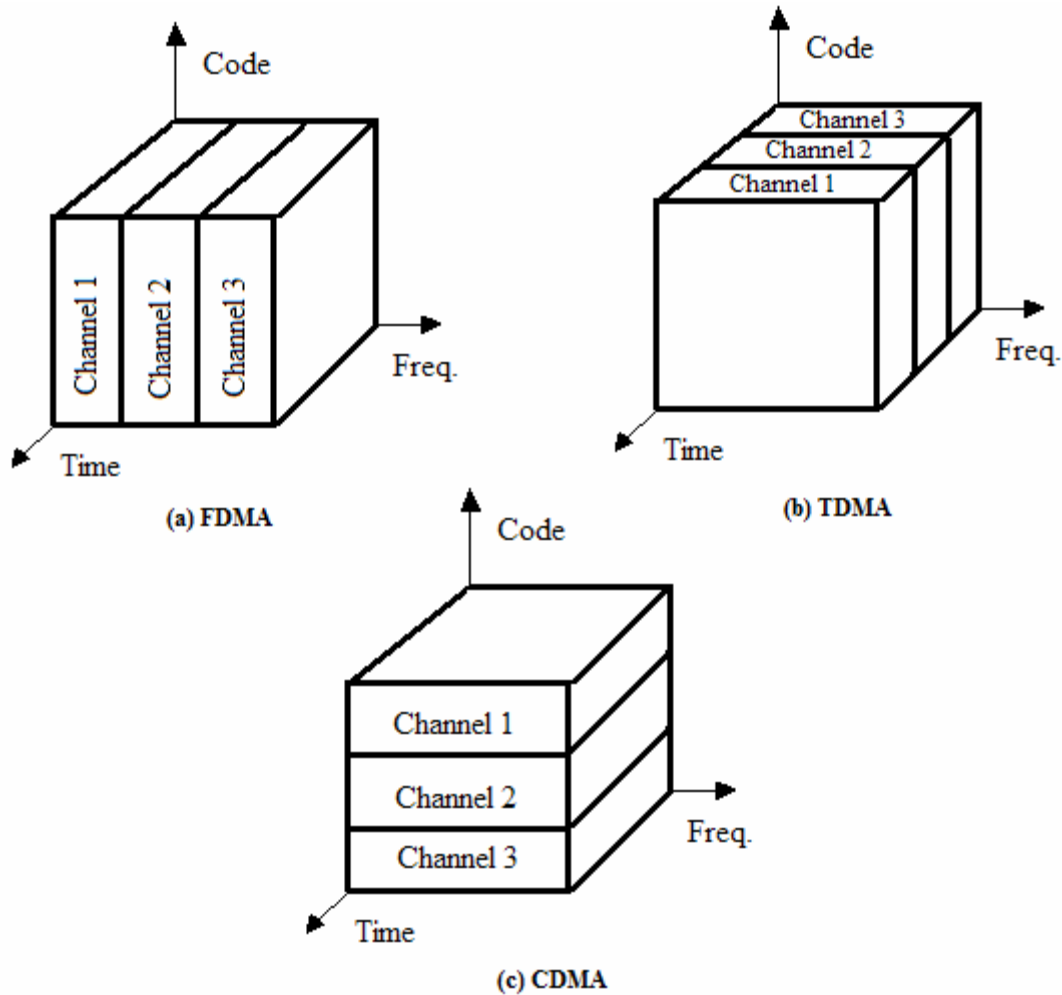 Code
Channel 1
Channel 2
Channel 3
Freq.
Time
(a) FDMA
Code
Channel 3
Channel 2
Channel 1
Freq.
Time
(b) TDMA
Code
Channel 1
Channel 2
Channel 3
Freq.
Time
(c) CDMA